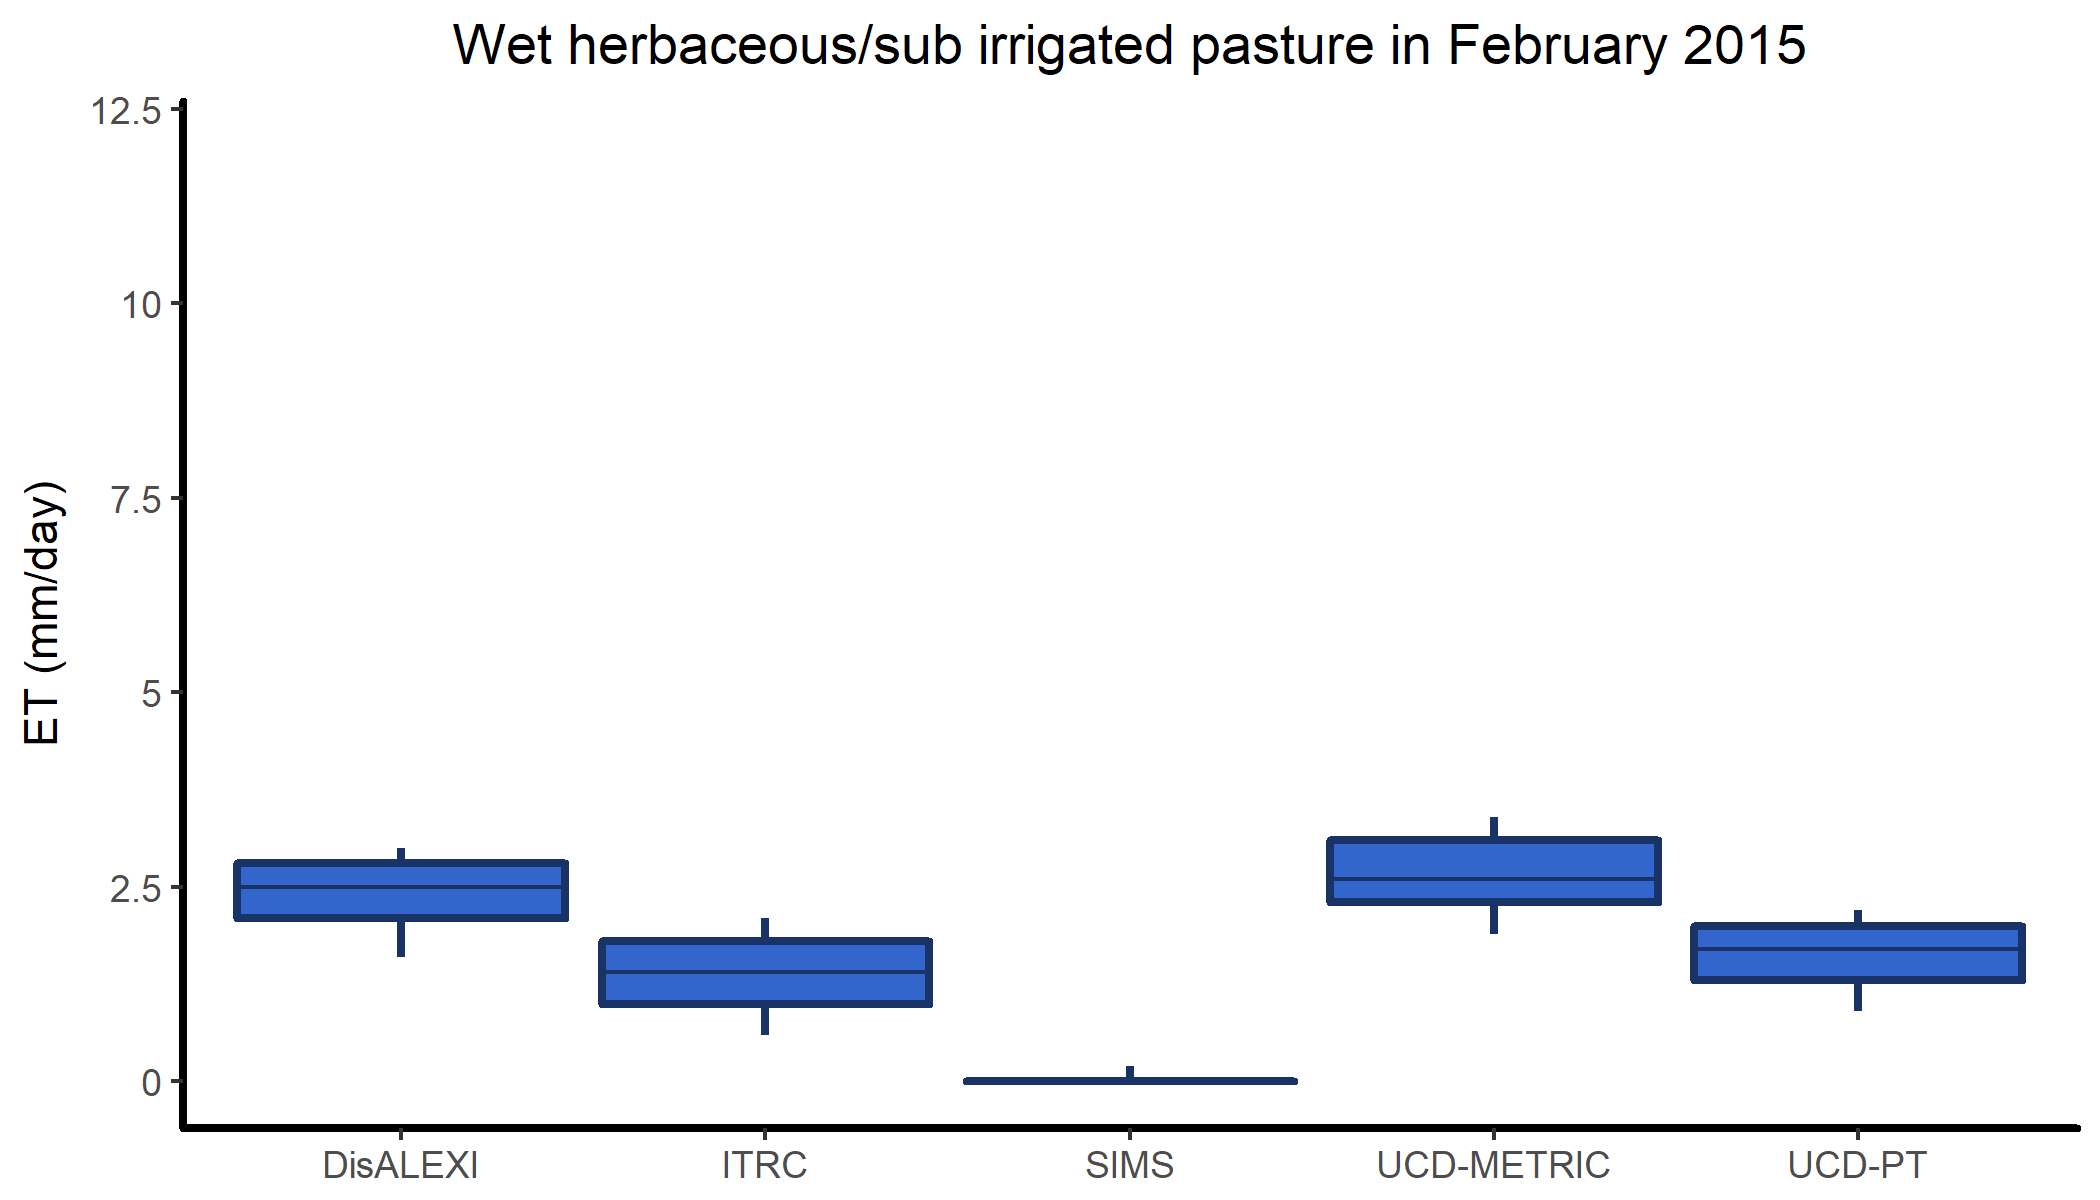 Wet herbaceous/sub irrigated pasture in February 2015
12.5
10
7.5
5
2.5
0
ET (mm/day)
DisALEXI ITRC SIMS UCD-METRIC UCD-PT